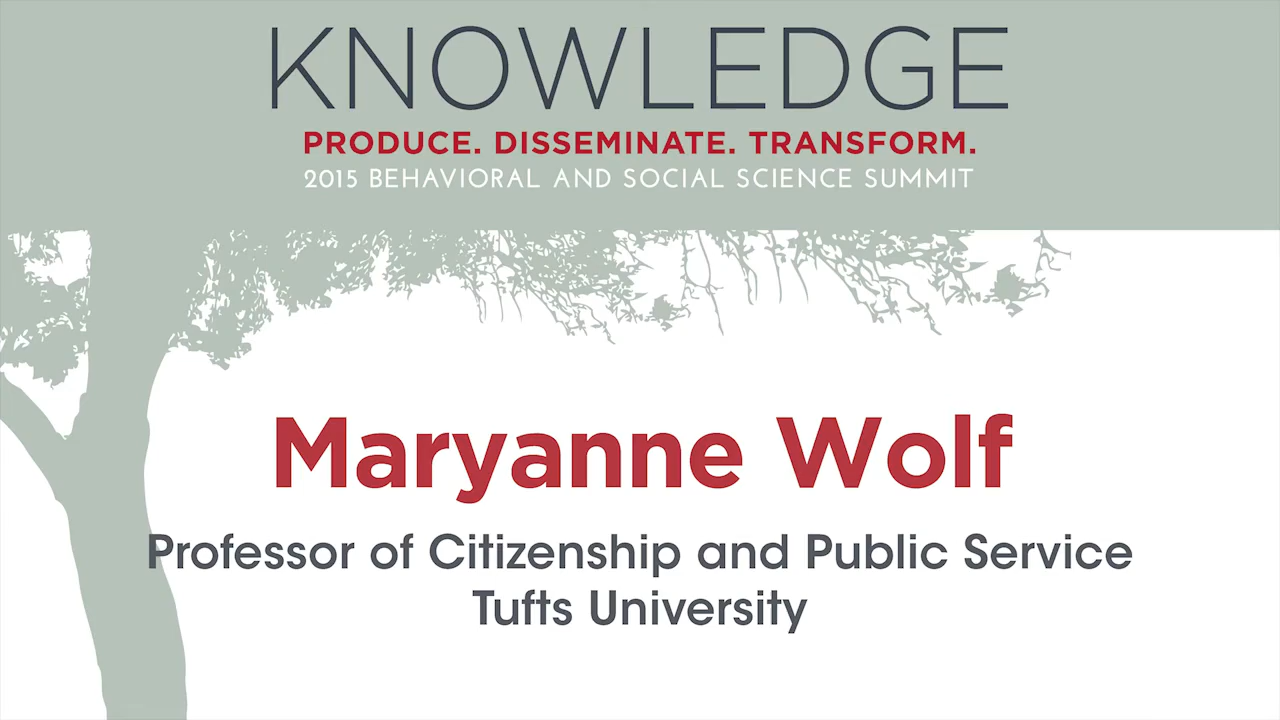 KNOWLEDGE
PRODUCE. DISSEMINATE. TRANSFORM.
2015 BEHAVIORAL AND SOCIAL SCIENCE SUMMIT
Maryanne Wolf
Professor of Citizenship and Public Service
Tufts University